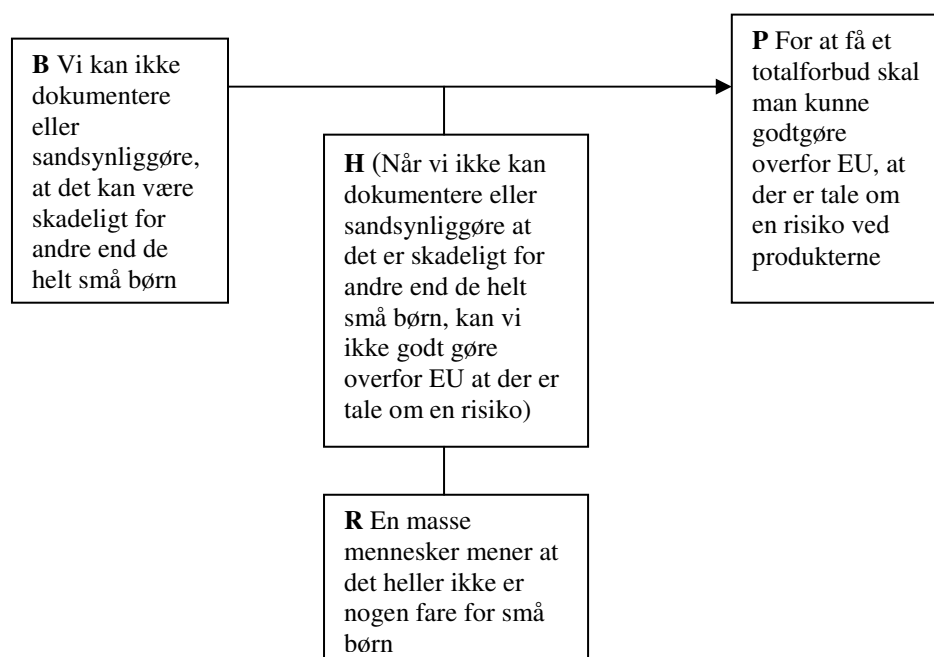 B Vi kan ikke
dokumentere
eller
sandsynliggøre,
at det kan være
skadeligt for
andre end de
helt små børn
P For at få et
totalforbud skal
man kunne
godtgøre
overfor EU, at
der er tale om
en risiko ved
produkterne
H (Når vi ikke kan
dokumentere eller
sandsynliggøre at
det er skadeligt for
andre end de helt
små børn, kan vi
ikke godt gøre
overfor EU at der er
tale om en risiko)
R En masse
mennesker mener at
det heller ikke er
nogen fare for små
børn